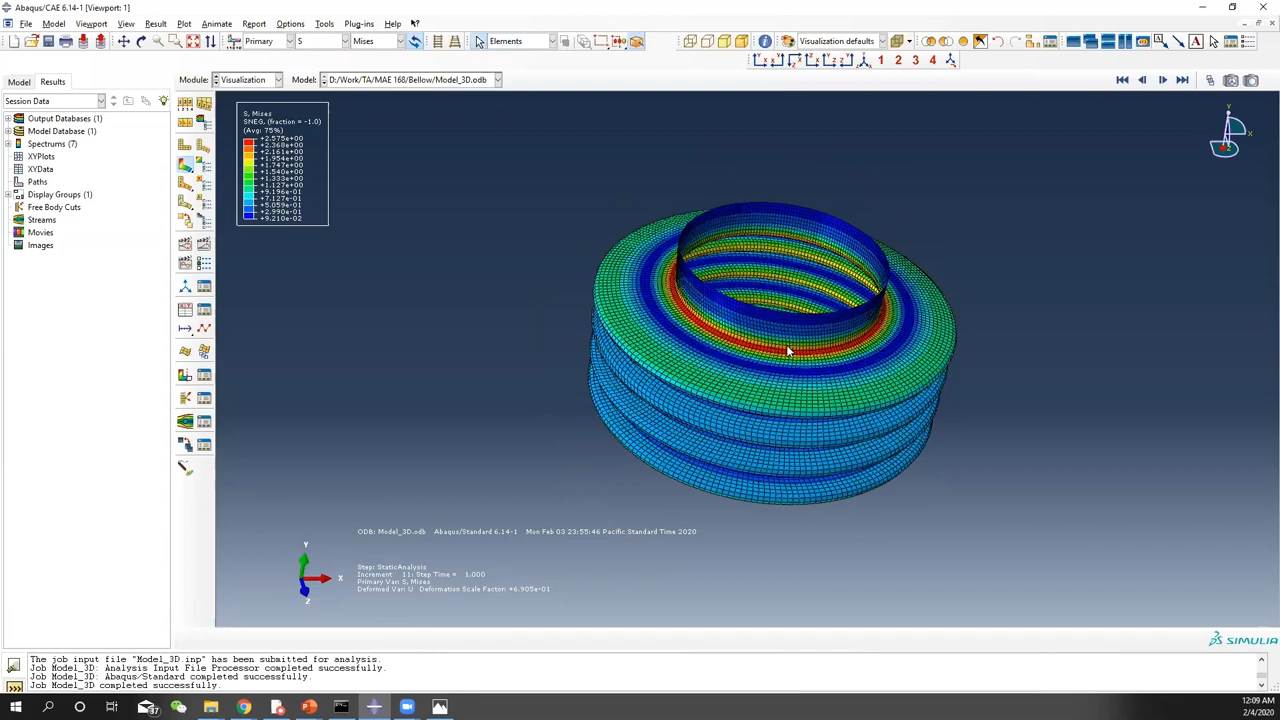 Abaqus/CAE 6.14-1 [Viewport: 1]
File Model Viewport View Result Plot Animate Report Options Tools Plug-ins Help
Primary S Mises Elements Visualization defaults
1 2 3 4
Model Results Module: Visualization Model: D:/Work/TA/MAE 168/Bellow/Model_3D.odb
Session Data
Output Databases (1)
Model Database (1)
Spectrums (7)
XYPlots
XYData
Paths
Display Groups (1)
Free Body Cuts
Streams
Movies
Images
S, Mises
SNEG, (fraction = -1.0)
(Avg: 75%)
+2.575e+00
+2.368e+00
+2.161e+00
+1.954e+00
+1.747e+00
+1.540e+00
+1.333e+00
+1.127e+00
+9.196e-01
+7.127e-01
+5.059e-01
+2.990e-01
+9.210e-02
Y
X
Z
ODB: Model_3D.odb Abaqus/Standard 6.14-1 Mon Feb 03 23:55:46 Pacific Standard Time 2020
Y
X
Z
Step: StaticAnalysis
Increment 11: Step Time = 1.000
Primary Var: S, Mises
Deformed Var: U Deformation Scale Factor: +6.905e-01
SIMULIA
The job input file "Model_3D.inp" has been submitted for analysis.
Job Model_3D: Analysis Input File Processor completed successfully.
Job Model_3D: Abaqus/Standard completed successfully.
Job Model_3D completed successfully.
37
12:09 AM
2/4/2020